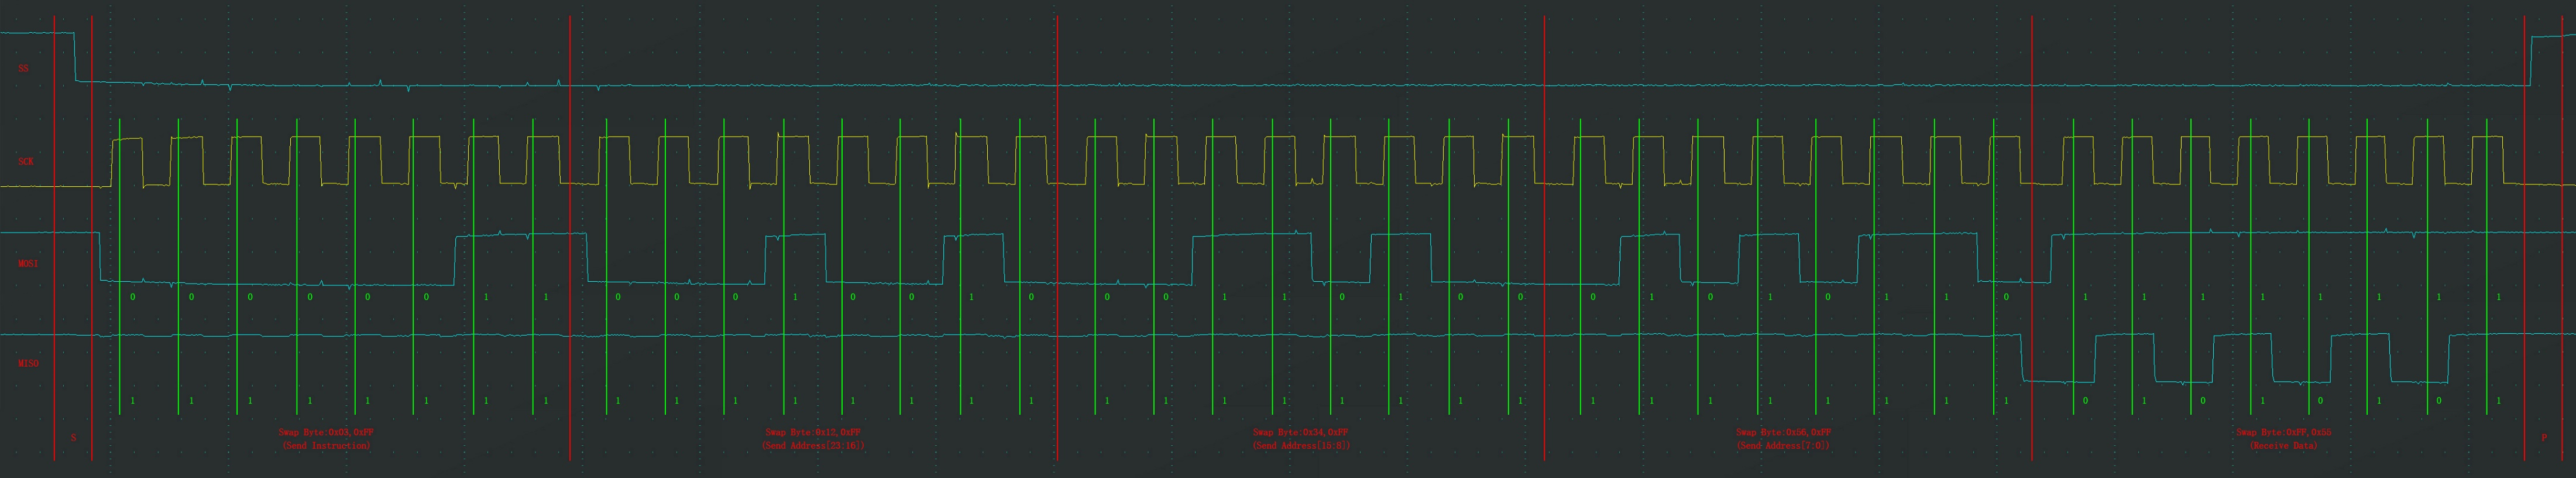 SS
SCK
MOSI
0 0 0 0 0 0 1 1 0 0 0 1 0 0 1 0 0 0 1 1 0 1 0 0 0 1 0 1 0 1 1 0 1 1 1 1 1 1 1 1
MISO
1 1 1 1 1 1 1 1 1 1 1 1 1 1 1 1 1 1 1 1 1 1 1 1 1 1 1 1 1 1 1 1 0 1 0 1 0 1 0 1
S
Swap Byte:0x03,0xFF
(Send Instruction)
Swap Byte:0x12,0xFF
(Send Address[23:16])
Swap Byte:0x34,0xFF
(Send Address[15:8])
Swap Byte:0x56,0xFF
(Send Address[7:0])
Swap Byte:0xFF,0x55
(Receive Data)
P